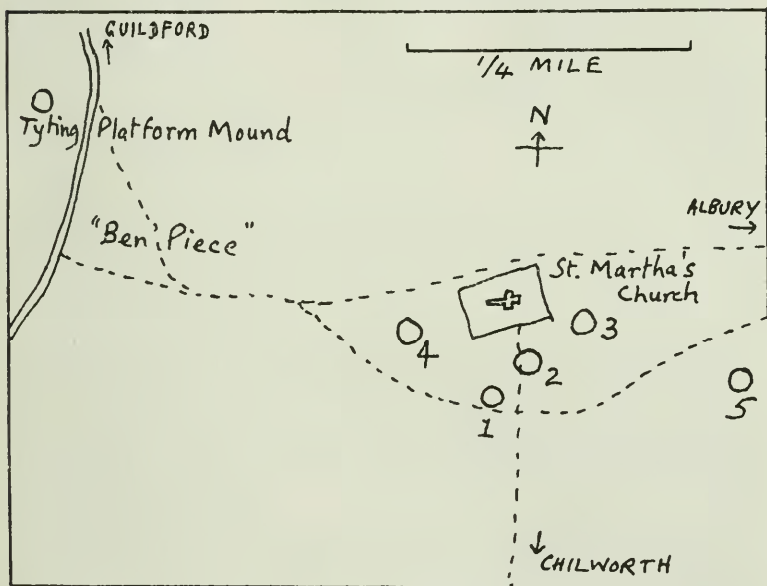 GUILDFORD
1/4 MILE
N
Tyting Platform Mound
ALBURY
"Ben Piece"
St. Martha's
Church
3
4
2
1
5
CHILWORTH